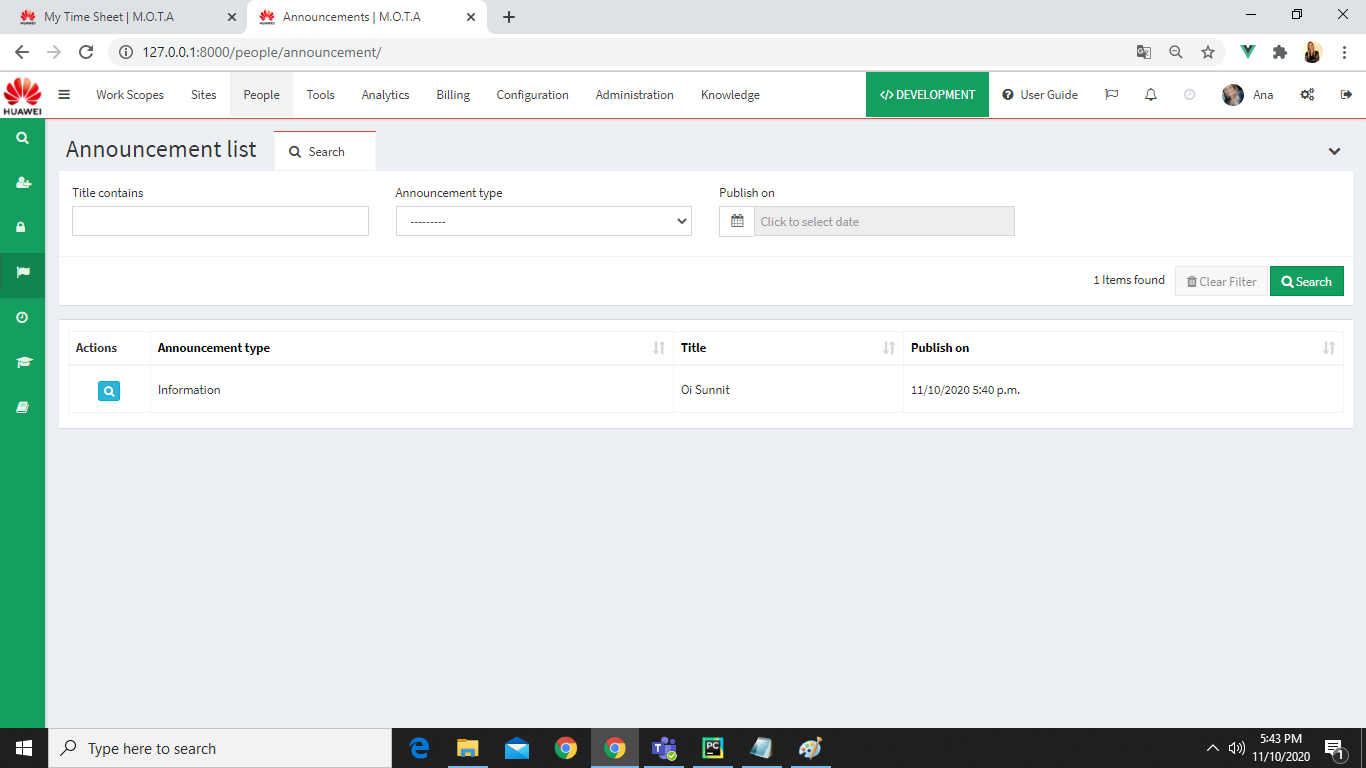 My Time Sheet | M.O.T.A
Announcements | M.O.T.A
127.0.0.1:8000/people/announcement/
HUAWEI
Work Scopes Sites People Tools Analytics Billing Configuration Administration Knowledge
</> DEVELOPMENT
User Guide
Ana
Announcement list
Search
Title contains
Announcement type
Publish on
---------
Click to select date
1 Items found
Clear Filter
Search
Actions Announcement type Title Publish on
Information Oi Sunnit 11/10/2020 5:40 p.m.
Type here to search
PC
5:43 PM
11/10/2020
1